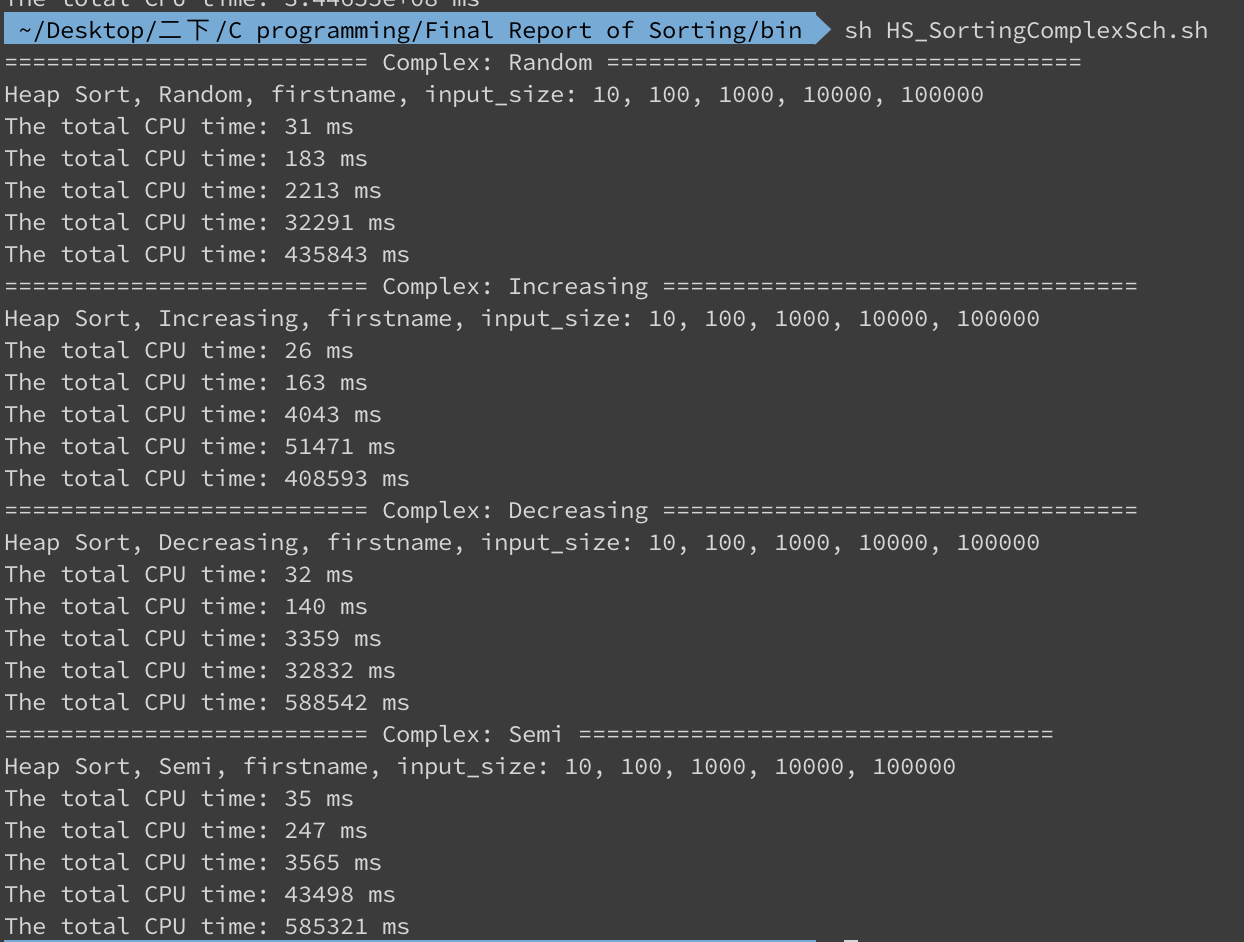 The total CPU time: 3.44655e+08 ms
~/Desktop/二下/C programming/Final Report of Sorting/bin sh HS_SortingComplexSch.sh
========================== Complex: Random ==================================
Heap Sort, Random, firstname, input_size: 10, 100, 1000, 10000, 100000
The total CPU time: 31 ms
The total CPU time: 183 ms
The total CPU time: 2213 ms
The total CPU time: 32291 ms
The total CPU time: 435843 ms
========================== Complex: Increasing ==================================
Heap Sort, Increasing, firstname, input_size: 10, 100, 1000, 10000, 100000
The total CPU time: 26 ms
The total CPU time: 163 ms
The total CPU time: 4043 ms
The total CPU time: 51471 ms
The total CPU time: 408593 ms
========================== Complex: Decreasing ==================================
Heap Sort, Decreasing, firstname, input_size: 10, 100, 1000, 10000, 100000
The total CPU time: 32 ms
The total CPU time: 140 ms
The total CPU time: 3359 ms
The total CPU time: 32832 ms
The total CPU time: 588542 ms
========================== Complex: Semi ==================================
Heap Sort, Semi, firstname, input_size: 10, 100, 1000, 10000, 100000
The total CPU time: 35 ms
The total CPU time: 247 ms
The total CPU time: 3565 ms
The total CPU time: 43498 ms
The total CPU time: 585321 ms